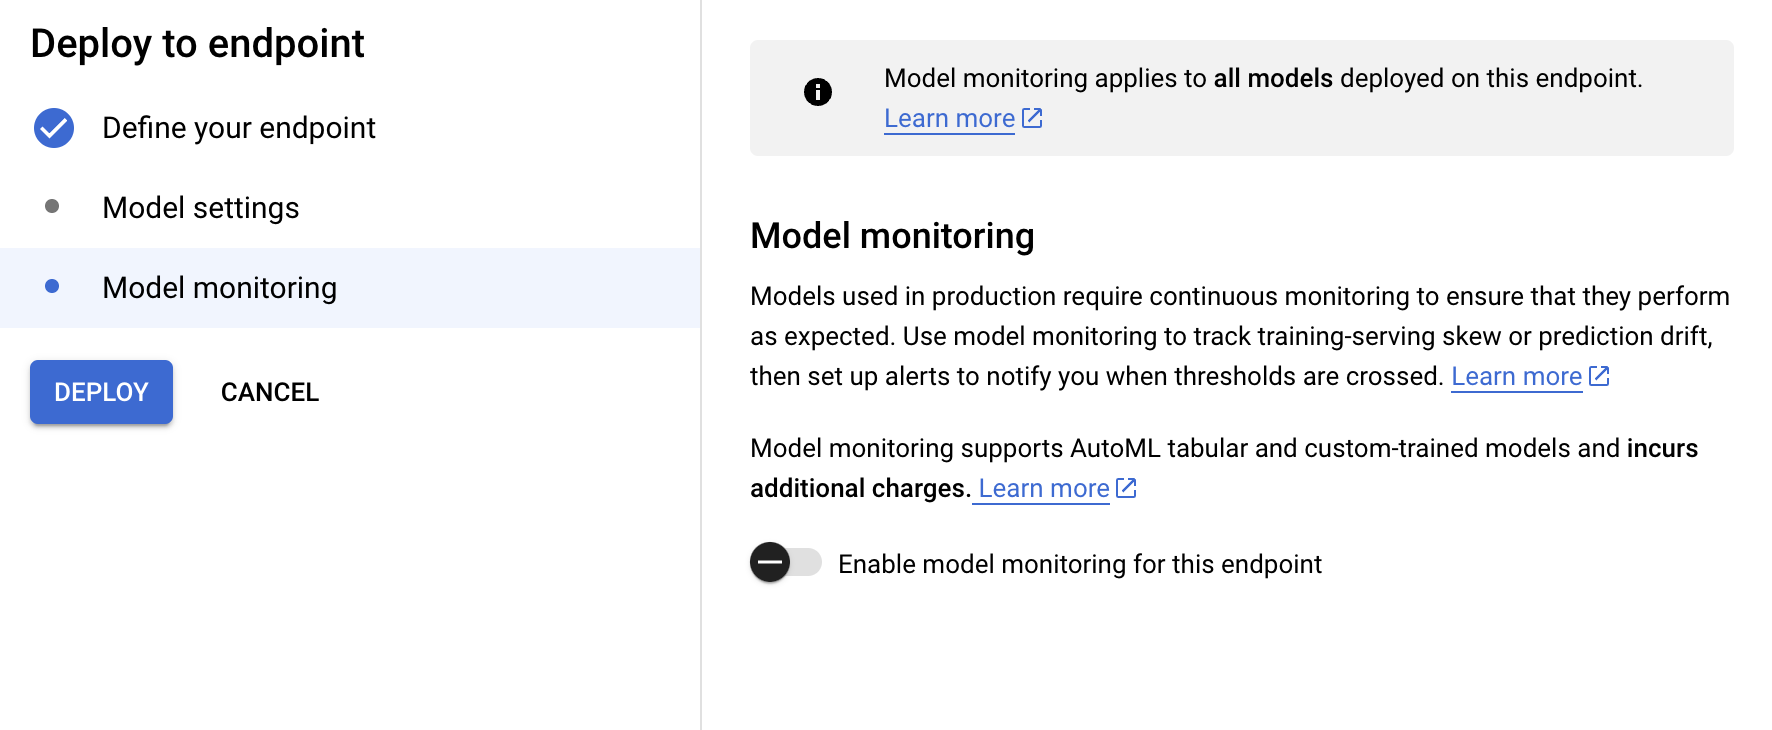 Deploy to endpoint
Define your endpoint
Model settings
Model monitoring
DEPLOY
CANCEL
Model monitoring applies to all models deployed on this endpoint.
Learn more
Model monitoring
Models used in production require continuous monitoring to ensure that they perform
as expected. Use model monitoring to track training-serving skew or prediction drift,
then set up alerts to notify you when thresholds are crossed. Learn more
Model monitoring supports AutoML tabular and custom-trained models and incurs
additional charges. Learn more
Enable model monitoring for this endpoint